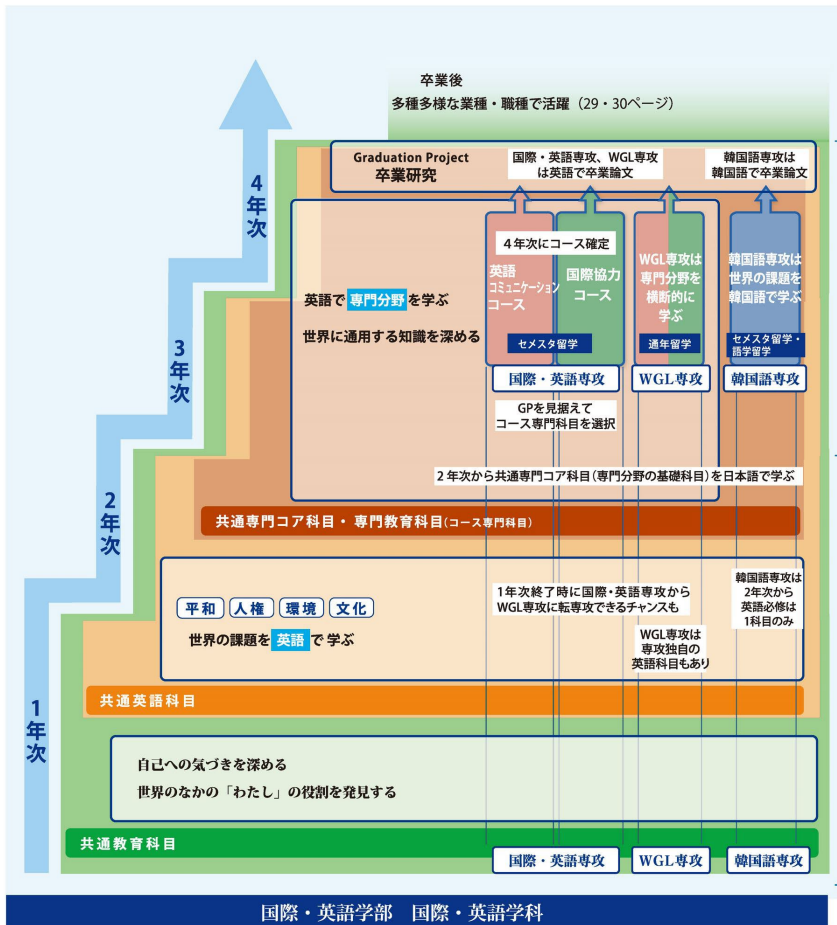 卒業後
多種多様な業種・職種で活躍（29・30ページ）
Graduation Project
卒業研究
国際・英語専攻、WGL専攻
は英語で卒業論文
韓国語専攻は
韓国語で卒業論文
4年次
3年次
2年次
1年次
4年次にコース確定
英語
コミュニケーション
コース
国際協力
コース
WGL専攻は
専門分野を
横断的に
学ぶ
韓国語専攻は
世界の課題を
韓国語で学ぶ
英語で 専門分野 を学ぶ
世界に通用する知識を深める
セメスタ留学
通年留学
セメスタ留学・
語学留学
国際・英語専攻
WGL専攻
韓国語専攻
GPを見据えて
コース専門科目を選択
2年次から共通専門コア科目（専門分野の基礎科目）を日本語で学ぶ
共通専門コア科目・専門教育科目（コース専門科目）
平和 人権 環境 文化
世界の課題を 英語 で 学ぶ
1年次終了時に国際・英語専攻から
WGL専攻に転専攻できるチャンスも
WGL専攻は
専攻独自の
英語科目もあり
韓国語専攻は
2年次から
英語必修は
1科目のみ
共通英語科目
自己への気づきを深める
世界のなかの「わたし」の役割を発見する
共通教育科目
国際・英語専攻
WGL専攻
韓国語専攻
国際・英語学部 国際・英語学科